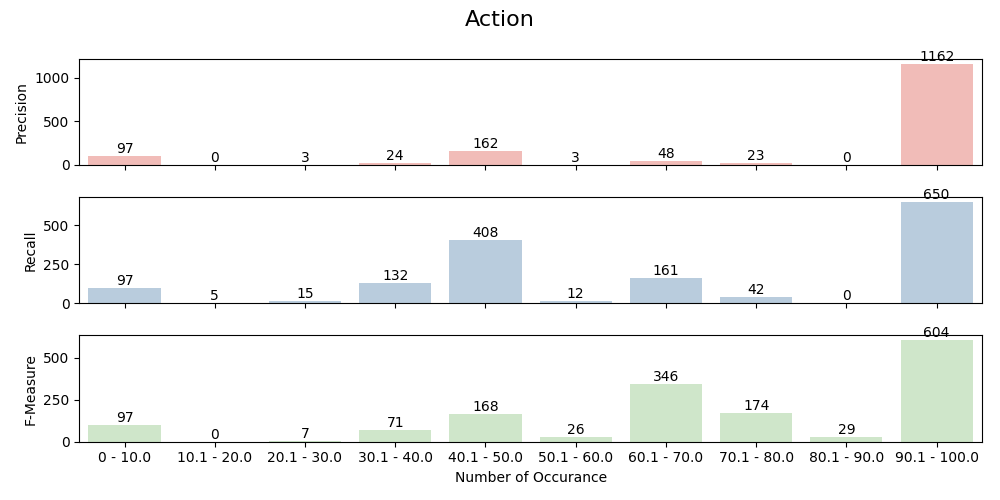 Action
Precision
1000
500
0
97 0 3 24 162 3 48 23 0 1162
Recall
500
250
0
97 5 15 132 408 12 161 42 0 650
F-Measure
500
250
0
97 0 7 71 168 26 346 174 29 604
0 - 10.0 10.1 - 20.0 20.1 - 30.0 30.1 - 40.0 40.1 - 50.0 50.1 - 60.0 60.1 - 70.0 70.1 - 80.0 80.1 - 90.0 90.1 - 100.0
Number of Occurance